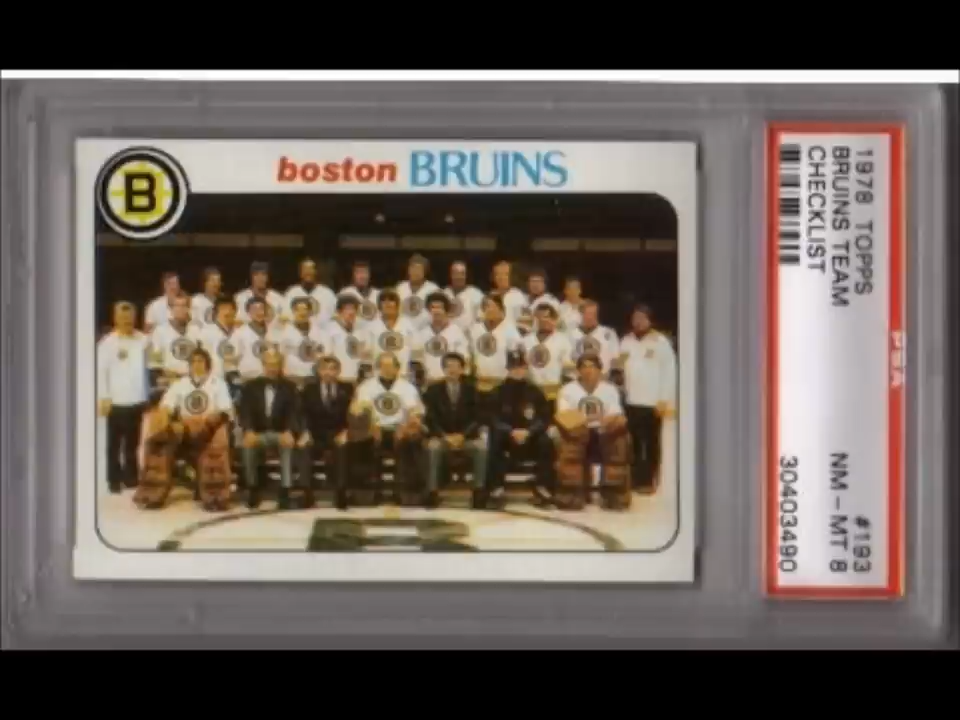 B
boston BRUINS
1978 TOPPS #193
BRUINS TEAM NM - MT 8
CHECKLIST
30403490
PSA